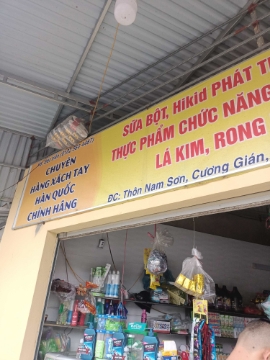 CHUYÊN
HÀNG XÁCH TAY
HÀN QUỐC
CHÍNH HÃNG
SỮA BỘT, Hikid PHÁT
THỰC PHẨM CHỨC NĂNG
LÁ KIM, RONG
ĐC: Thôn Nam Sơn, Cương Gián,